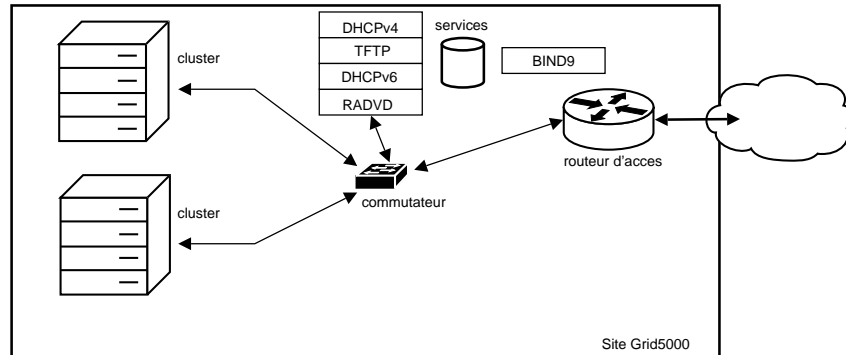 DHCPv4
services
cluster
TFTP
BIND9
DHCPv6
RADVD
routeur d'acces
commutateur
cluster
Site Grid5000